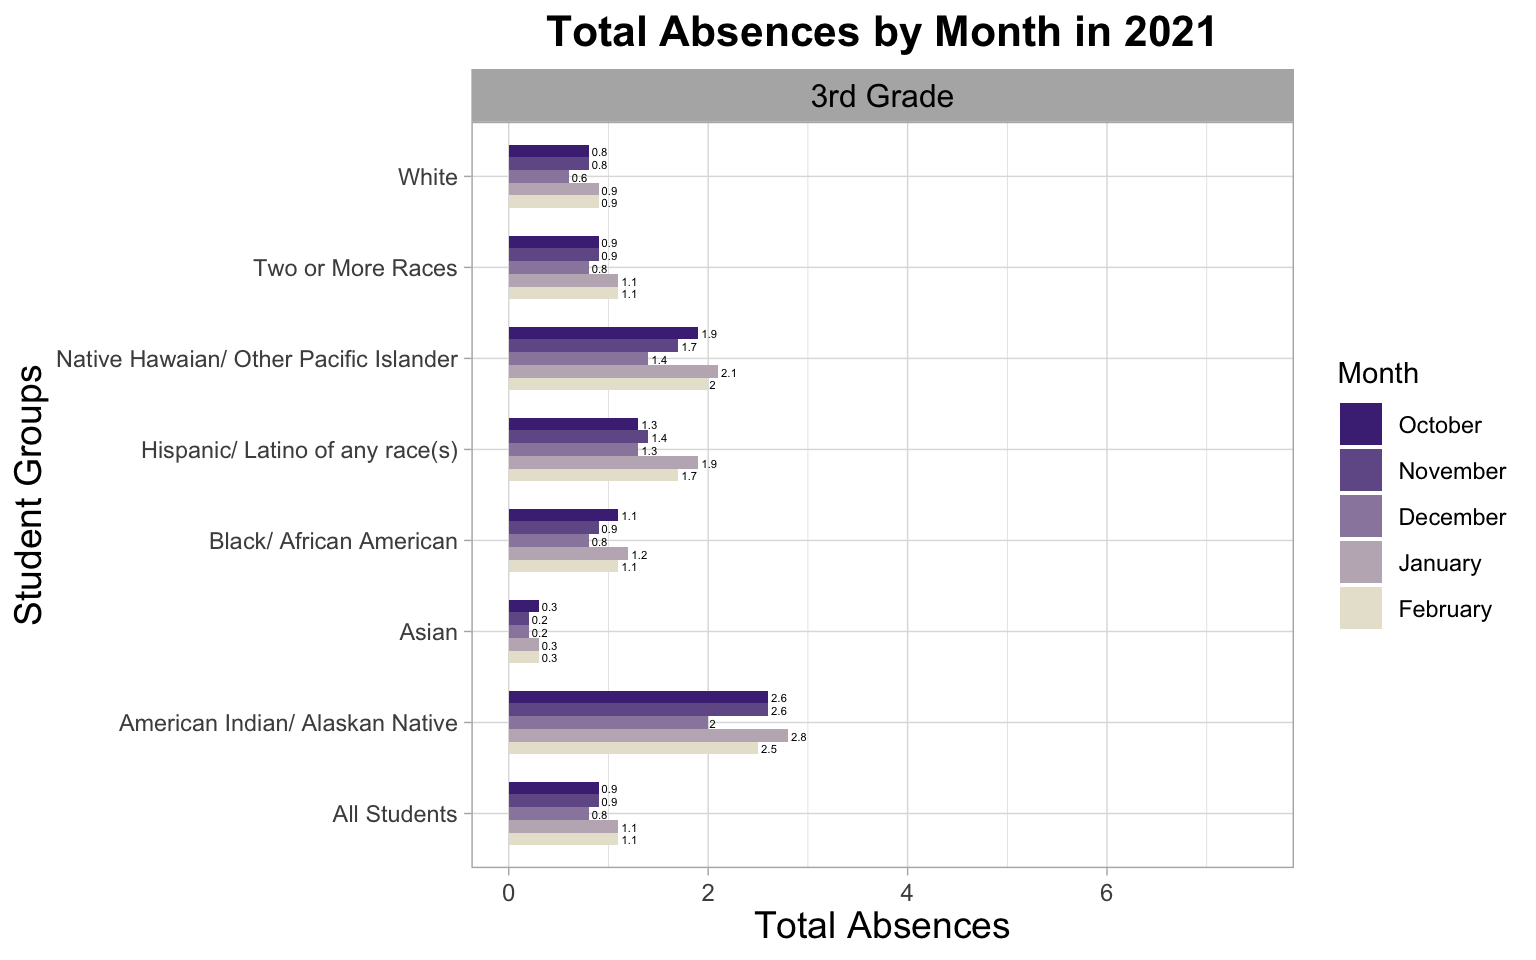 Total Absences by Month in 2021
3rd Grade
White
0.8
0.8
0.6
0.9
0.9
Two or More Races
0.9
0.9
0.8
1.1
1.1
Native Hawaian/ Other Pacific Islander
1.9
1.7
1.4
2.1
2
Hispanic/ Latino of any race(s)
1.3
1.4
1.3
1.9
1.7
Black/ African American
1.1
0.9
0.8
1.2
1.1
Asian
0.3
0.2
0.2
0.3
0.3
American Indian/ Alaskan Native
2.6
2.6
2
2.8
2.5
All Students
0.9
0.9
0.8
1.1
1.1
0 2 4 6
Total Absences
Student Groups
Month
October
November
December
January
February